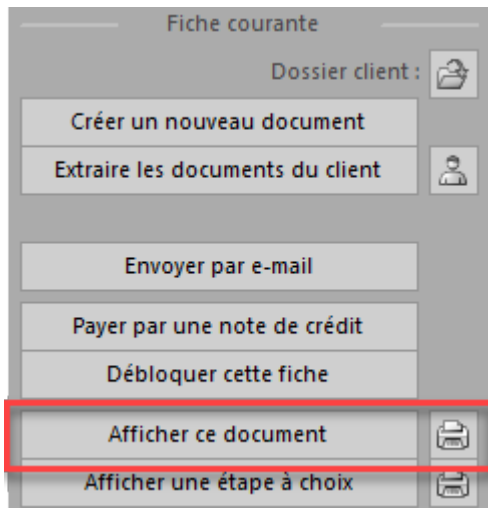 Fiche courante
Dossier client :
Créer un nouveau document
Extraire les documents du client
Envoyer par e-mail
Payer par une note de crédit
Débloquer cette fiche
Afficher ce document
Afficher une étape à choix